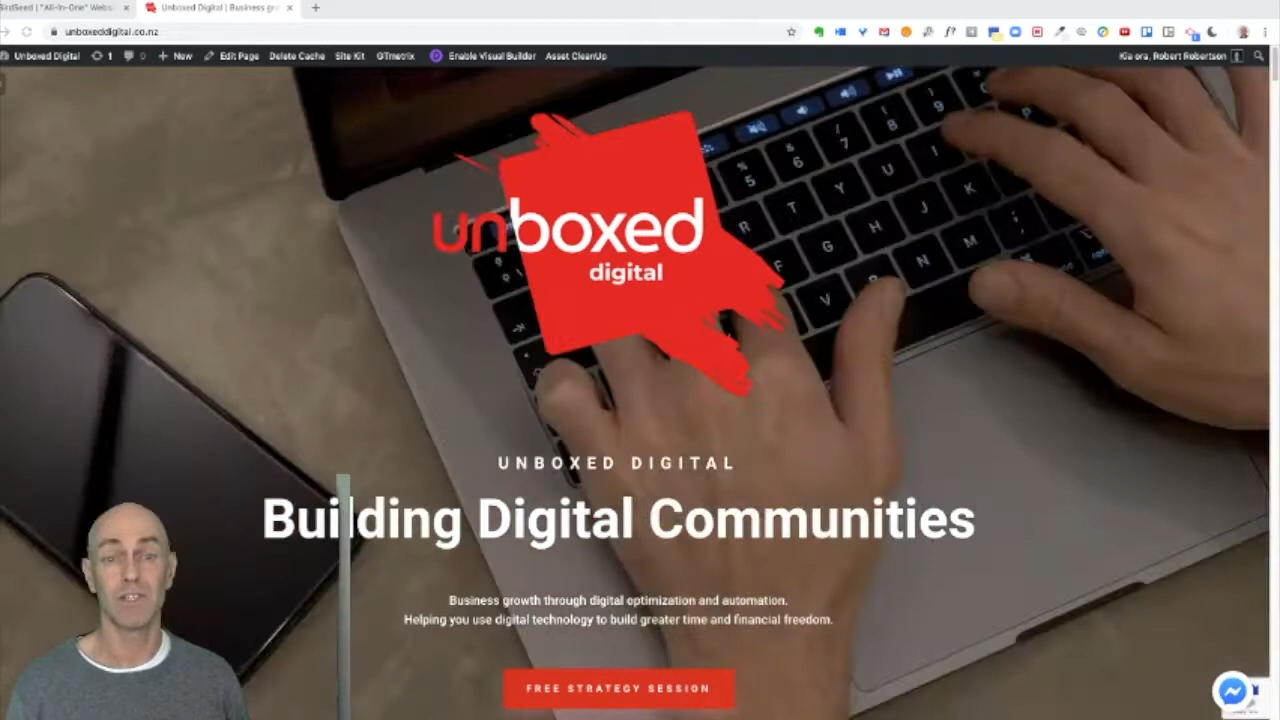 BirdSeed | "All-In-One" Webs
Unboxed Digital | Business gr
unboxeddigital.co.nz
Unboxed Digital 1 0 New Edit Page Delete Cache Site Kit GTmetrix Enable Visual Builder Asset CleanUp Kia ora, Robert Robertson
unboxed
digital
UNBOXED DIGITAL
Building Digital Communities
Business growth through digital optimization and automation.
Helping you use digital technology to build greater time and financial freedom.
FREE STRATEGY SESSION